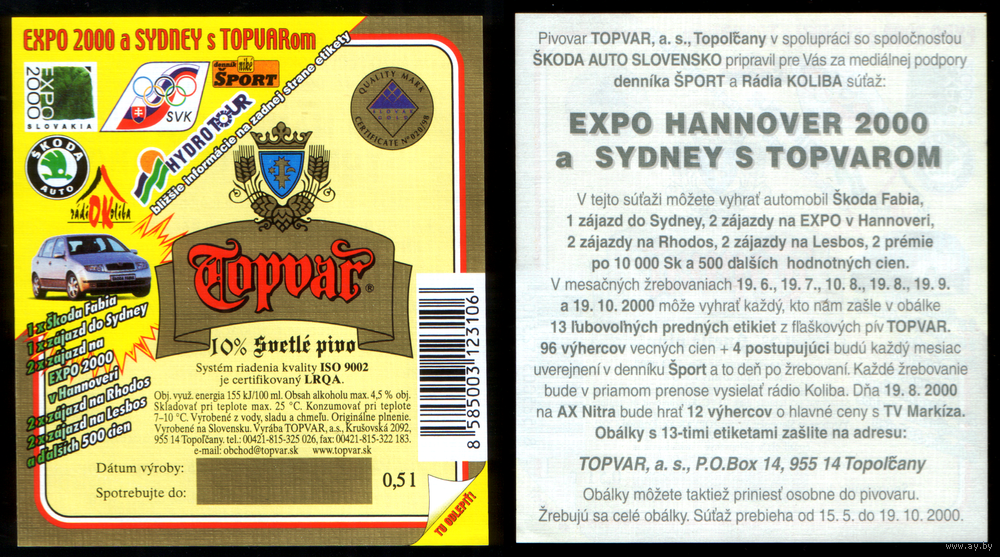 EXPO 2000 a SYDNEY s TOPVARom
EXPO
2000
SLOVAKIA
SVK
denník
ŠPORT
HYDROTOUR
bližšie informácie na zadnej strane etikety
ŠKODA
AUTO
rádiOKoliba
QUALITY MARK
CERTIFICATE N°020/98
1 x Škoda Fabia
1 x zájazd do Sydney
2 x zájazd na
EXPO 2000
v Hannoveri
2 x zájazd na Rhodos
2 x zájazd na Lesbos
a ďalších 500 cien
Topvar®
10% Svetlé pivo
Systém riadenia kvality ISO 9002
je certifikovaný LRQA.
Obj. využ. energia 155 kJ/100 ml. Obsah alkoholu max. 4,5 % obj.
Skladovať pri teplote max. 25 °C. Konzumovať pri teplote
7–10 °C. Vyrobené z vody, sladu a chmeľu. Originálne plnenie.
Vyrobené na Slovensku. Vyrába TOPVAR, a.s., Krušovská 2092,
955 14 Topoľčany. tel.: 00421-815-325 026, fax: 00421-815-322 183.
e-mail: obchod@topvar.sk www.topvar.sk
Dátum výroby:
Spotrebujte do:
0,5 l
8 585003 123106
TU ODLEPIŤ!
Pivovar TOPVAR, a. s., Topoľčany v spolupráci so spoločnosťou
ŠKODA AUTO SLOVENSKO pripravil pre Vás za mediálnej podpory
denníka ŠPORT a Rádia KOLIBA súťaž:
EXPO HANNOVER 2000
a SYDNEY S TOPVAROM
V tejto súťaži môžete vyhrať automobil Škoda Fabia,
1 zájazd do Sydney, 2 zájazdy na EXPO v Hannoveri,
2 zájazdy na Rhodos, 2 zájazdy na Lesbos, 2 prémie
po 10 000 Sk a 500 ďalších hodnotných cien.
V mesačných žrebovaniach 19. 6., 19. 7., 10. 8., 19. 8., 19. 9.
a 19. 10. 2000 môže vyhrať každý, kto nám zašle v obálke
13 ľubovoľných predných etikiet z fľaškových pív TOPVAR.
96 výhercov vecných cien + 4 postupujúci budú každý mesiac
uverejnení v denníku Šport a to deň po žrebovaní. Každé žrebovanie
bude v priamom prenose vysielať rádio Koliba. Dňa 19. 8. 2000
na AX Nitra bude hrať 12 výhercov o hlavné ceny s TV Markíza.
Obálky s 13-timi etiketami zašlite na adresu:
TOPVAR, a. s., P.O.Box 14, 955 14 Topoľčany
Obálky môžete taktiež priniesť osobne do pivovaru.
Žrebujú sa celé obálky. Súťaž prebieha od 15. 5. do 19. 10. 2000.
www.ay.by